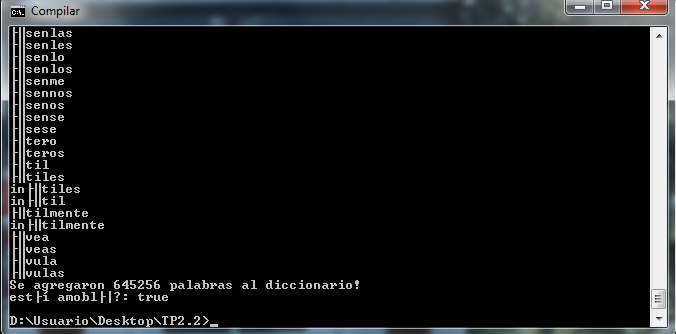 Compilar
├║senlas
├║senles
├║senlo
├║senlos
├║senme
├║sennos
├║senos
├║sense
├║sese
├║tero
├║teros
├║til
├║tiles
in├║tiles
in├║til
├║tilmente
in├║tilmente
├║vea
├║veas
├║vula
├║vulas
Se agregaron 645256 palabras al diccionario!
est├í amobl├│?: true
D:\Usuario\Desktop\TP2.2>_